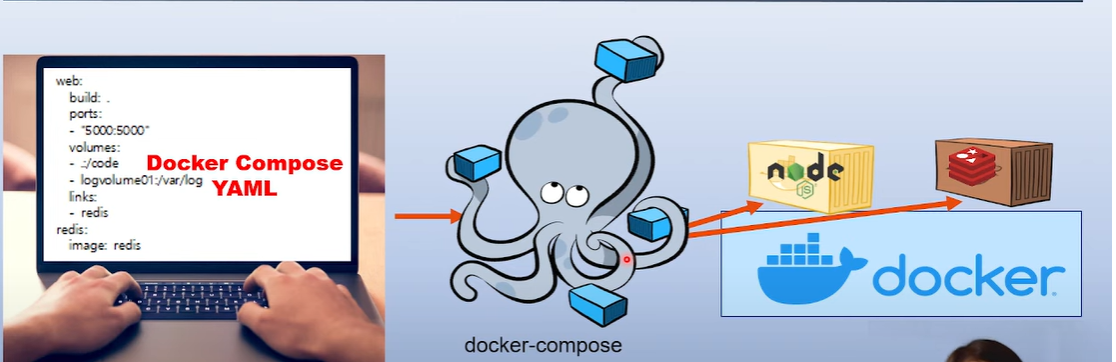 web:
build: .
ports:
- "5000:5000"
volumes:
- .:/code
- logvolume01:/var/log
links:
- redis
redis:
image: redis
Docker Compose
YAML
docker-compose
node
JS
docker